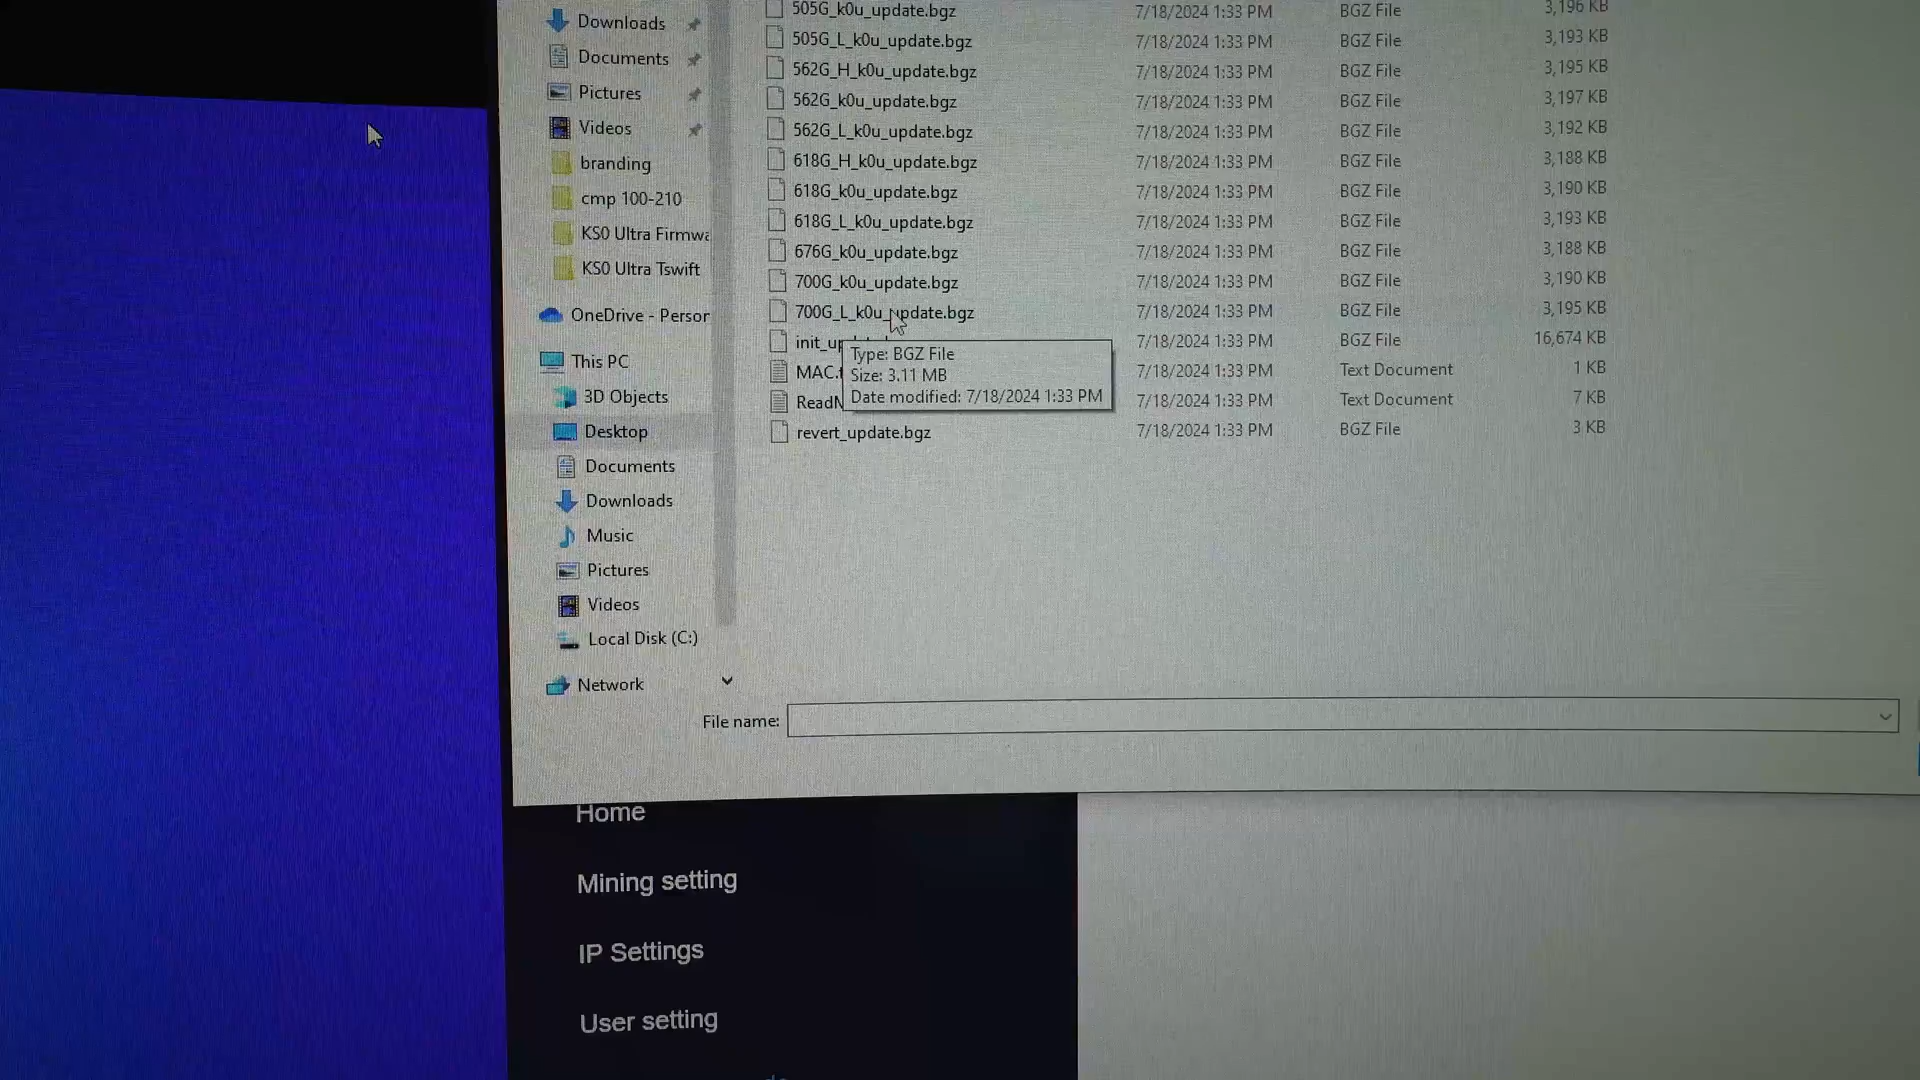 Downloads
Documents
Pictures
Videos
branding
cmp 100-210
KS0 Ultra Firmwa
KS0 Ultra Tswift
OneDrive - Person
This PC
3D Objects
Desktop
Documents
Downloads
Music
Pictures
Videos
Local Disk (C:)
Network
505G_k0u_update.bgz 7/18/2024 1:33 PM BGZ File 3,196 KB
505G_L_k0u_update.bgz 7/18/2024 1:33 PM BGZ File 3,193 KB
562G_H_k0u_update.bgz 7/18/2024 1:33 PM BGZ File 3,195 KB
562G_k0u_update.bgz 7/18/2024 1:33 PM BGZ File 3,197 KB
562G_L_k0u_update.bgz 7/18/2024 1:33 PM BGZ File 3,192 KB
618G_H_k0u_update.bgz 7/18/2024 1:33 PM BGZ File 3,188 KB
618G_k0u_update.bgz 7/18/2024 1:33 PM BGZ File 3,190 KB
618G_L_k0u_update.bgz 7/18/2024 1:33 PM BGZ File 3,193 KB
676G_k0u_update.bgz 7/18/2024 1:33 PM BGZ File 3,188 KB
700G_k0u_update.bgz 7/18/2024 1:33 PM BGZ File 3,190 KB
700G_L_k0u_update.bgz 7/18/2024 1:33 PM BGZ File 3,195 KB
init_up 7/18/2024 1:33 PM BGZ File 16,674 KB
MAC. 7/18/2024 1:33 PM Text Document 1 KB
Read 7/18/2024 1:33 PM Text Document 7 KB
revert_update.bgz 7/18/2024 1:33 PM BGZ File 3 KB
Type: BGZ File
Size: 3.11 MB
Date modified: 7/18/2024 1:33 PM
File name:
Home
Mining setting
IP Settings
User setting